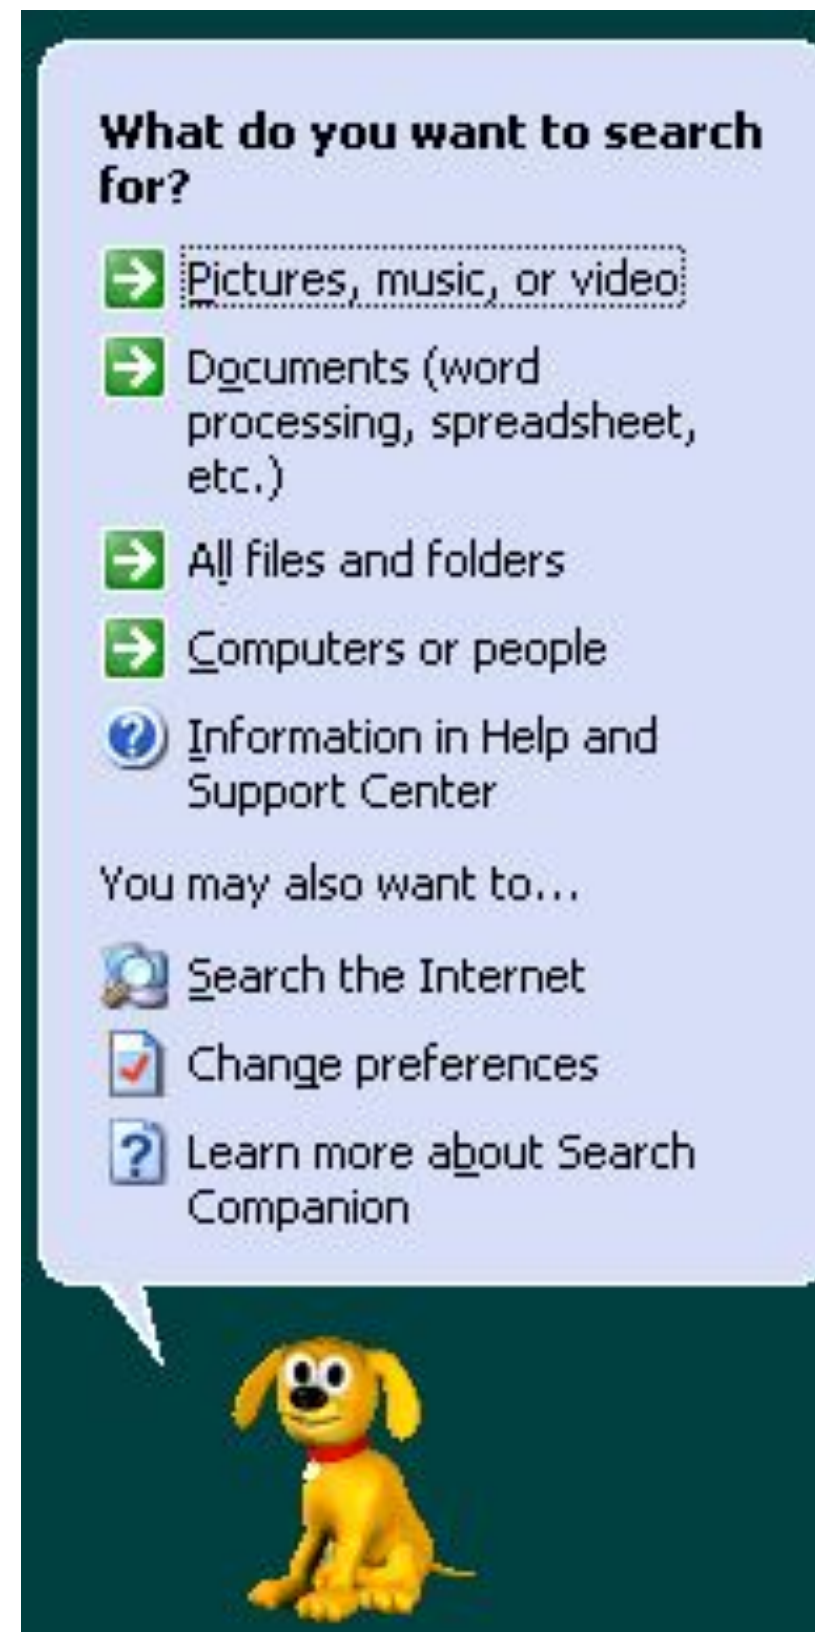 What do you want to search
for?
Pictures, music, or video
Documents (word
processing, spreadsheet,
etc.)
All files and folders
Computers or people
Information in Help and
Support Center
You may also want to...
Search the Internet
Change preferences
Learn more about Search
Companion